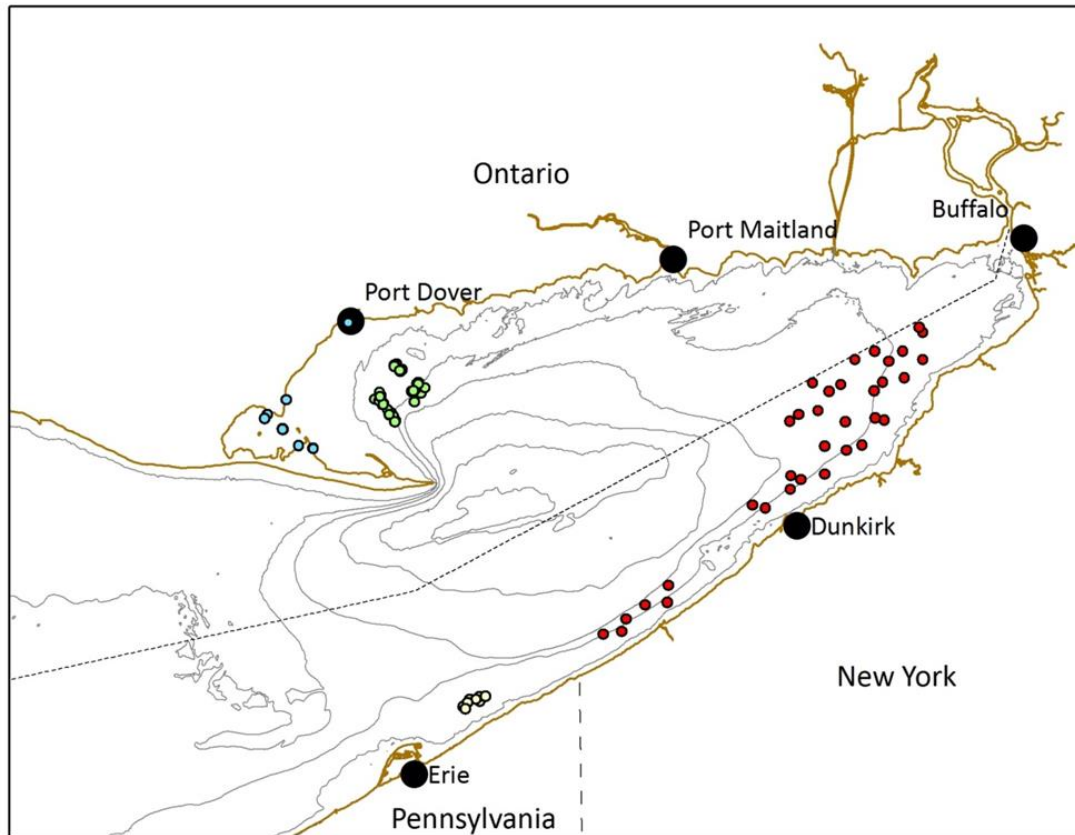 Ontario
Buffalo
Port Maitland
Port Dover
Dunkirk
New York
Erie
Pennsylvania